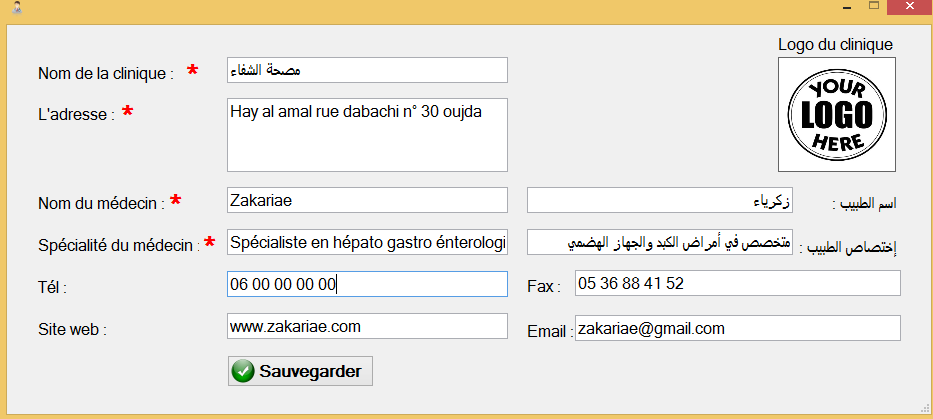 Logo du clinique
Nom de la clinique : * مصحة الشفاء
YOUR
LOGO
HERE
L'adresse : * Hay al amal rue dabachi n° 30 oujda
Nom du médecin : * Zakariae
اسم الطبيب : زكرياء
Spécialité du médecin : * Spécialiste en hépato gastro énterologi
إختصاص الطبيب : متخصص في أمراض الكبد والجهاز الهضمي
Tél : 06 00 00 00 00
Fax : 05 36 88 41 52
Site web : www.zakariae.com
Email : zakariae@gmail.com
Sauvegarder